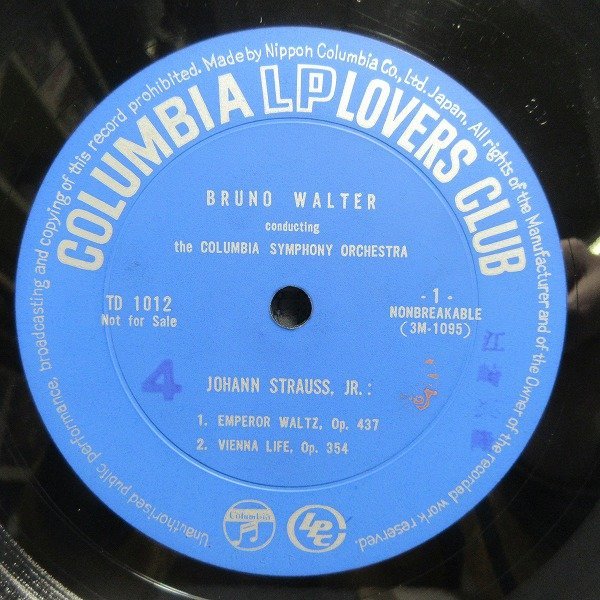 Unauthorised public performance, broadcasting and copying of this record prohibited. Made by Nippon Columbia Co., Ltd. Japan. All rights of the Manufacturer and of the Owner of the recorded work reserved.
COLUMBIA LP LOVERS CLUB
BRUNO WALTER
conducting
the COLUMBIA SYMPHONY ORCHESTRA
TD 1012
Not for Sale
- 1 -
NONBREAKABLE
(3M-1095)
4
JOHANN STRAUSS, JR.:
1. EMPEROR WALTZ, Op. 437
2. VIENNA LIFE, Op. 354
Columbia
LPC